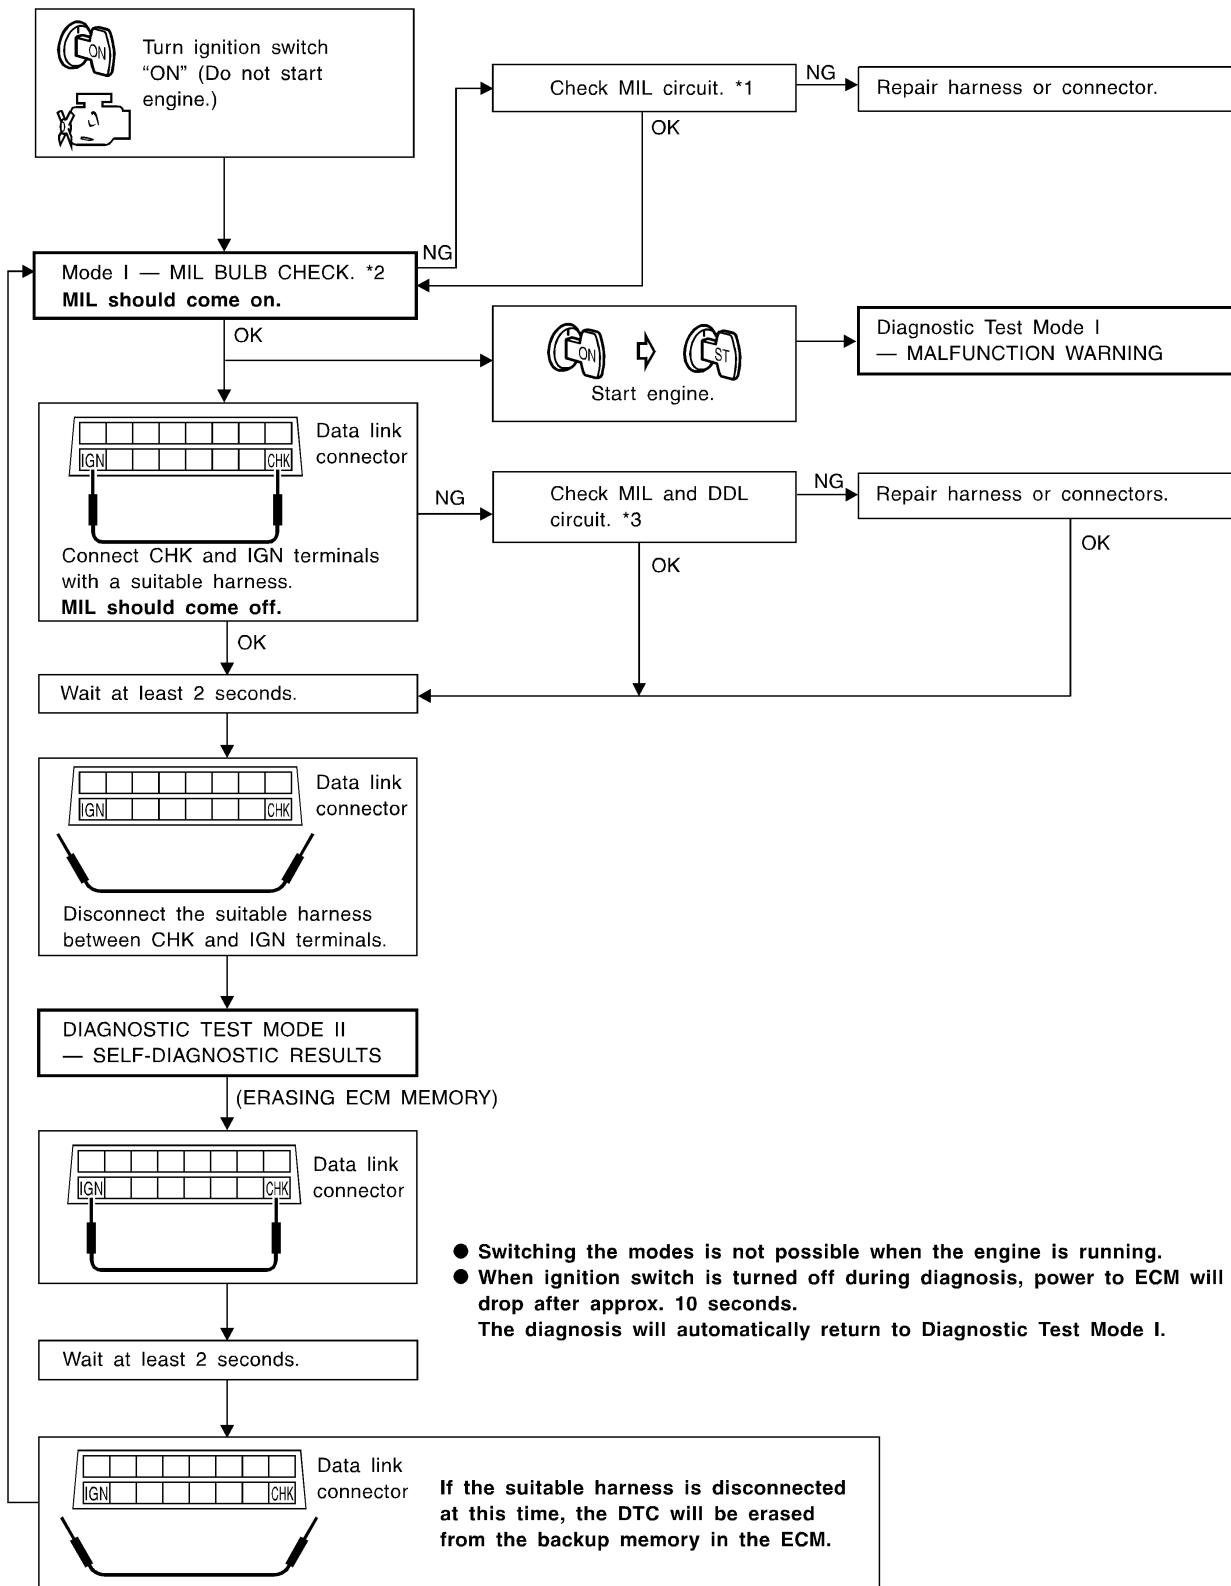 ON
Turn ignition switch
“ON” (Do not start
engine.)
Check MIL circuit. *1
NG
Repair harness or connector.
OK
NG
Mode I — MIL BULB CHECK. *2
MIL should come on.
OK
ON
ST
Start engine.
Diagnostic Test Mode I
— MALFUNCTION WARNING
IGN
CHK
Data link
connector
Connect CHK and IGN terminals
with a suitable harness.
MIL should come off.
NG
Check MIL and DDL
circuit. *3
NG
Repair harness or connectors.
OK
OK
OK
Wait at least 2 seconds.
IGN
CHK
Data link
connector
Disconnect the suitable harness
between CHK and IGN terminals.
DIAGNOSTIC TEST MODE II
— SELF-DIAGNOSTIC RESULTS
(ERASING ECM MEMORY)
IGN
CHK
Data link
connector
● Switching the modes is not possible when the engine is running.
● When ignition switch is turned off during diagnosis, power to ECM will
drop after approx. 10 seconds.
The diagnosis will automatically return to Diagnostic Test Mode I.
Wait at least 2 seconds.
IGN
CHK
Data link
connector
If the suitable harness is disconnected
at this time, the DTC will be erased
from the backup memory in the ECM.